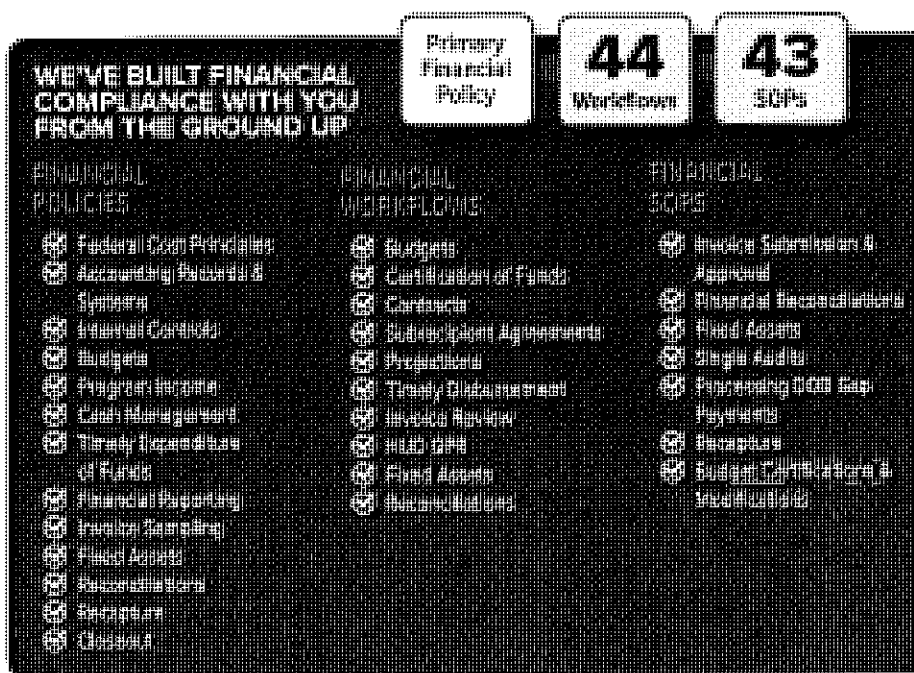 WE'VE BUILT FINANCIAL
COMPLIANCE WITH YOU
FROM THE GROUND UP
Primary
Financial
Policy
44
Workflows
43
SOPs
FINANCIAL
POLICIES
Federal Cost Principles
Accounting Records &
Systems
Internal Controls
Budgets
Program Income
Cash Management
Timely Expenditure
of Funds
Financial Reporting
Invoice Sampling
Fixed Assets
Reconciliations
Recapture
Closeout
FINANCIAL
WORKFLOWS
Budgets
Certification of Funds
Contracts
Subrecipient Agreements
Projections
Timely Disbursement
Invoice Review
HUD QPR
Fixed Assets
Reconciliations
FINANCIAL
SOPS
Invoice Submission &
Approval
Financial Reconciliations
Fixed Assets
Single Audits
Processing DOB Gap
Payments
Recapture
Budget Certifications &
Modifications